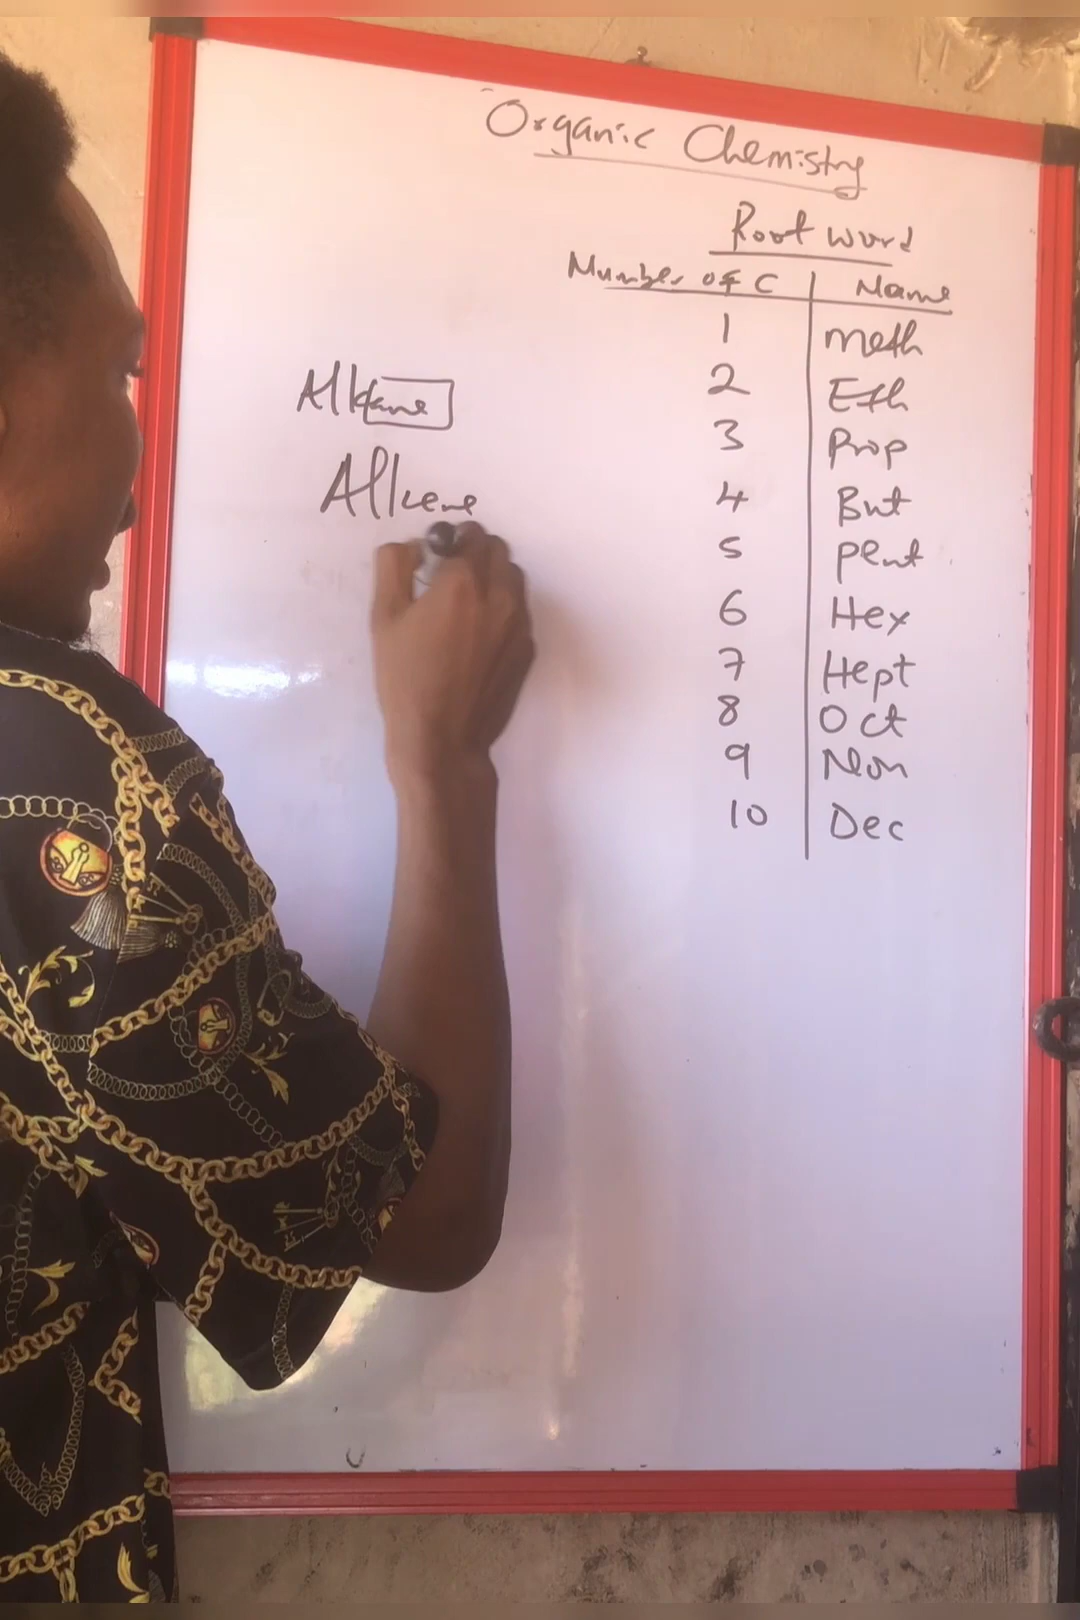 Organic Chemistry
Root word
Number of C Name
1 meth
2 Eth
3 Prop
4 But
5 pent
6 Hex
7 Hept
8 Oct
9 Non
10 Dec
Alkane
Alkene